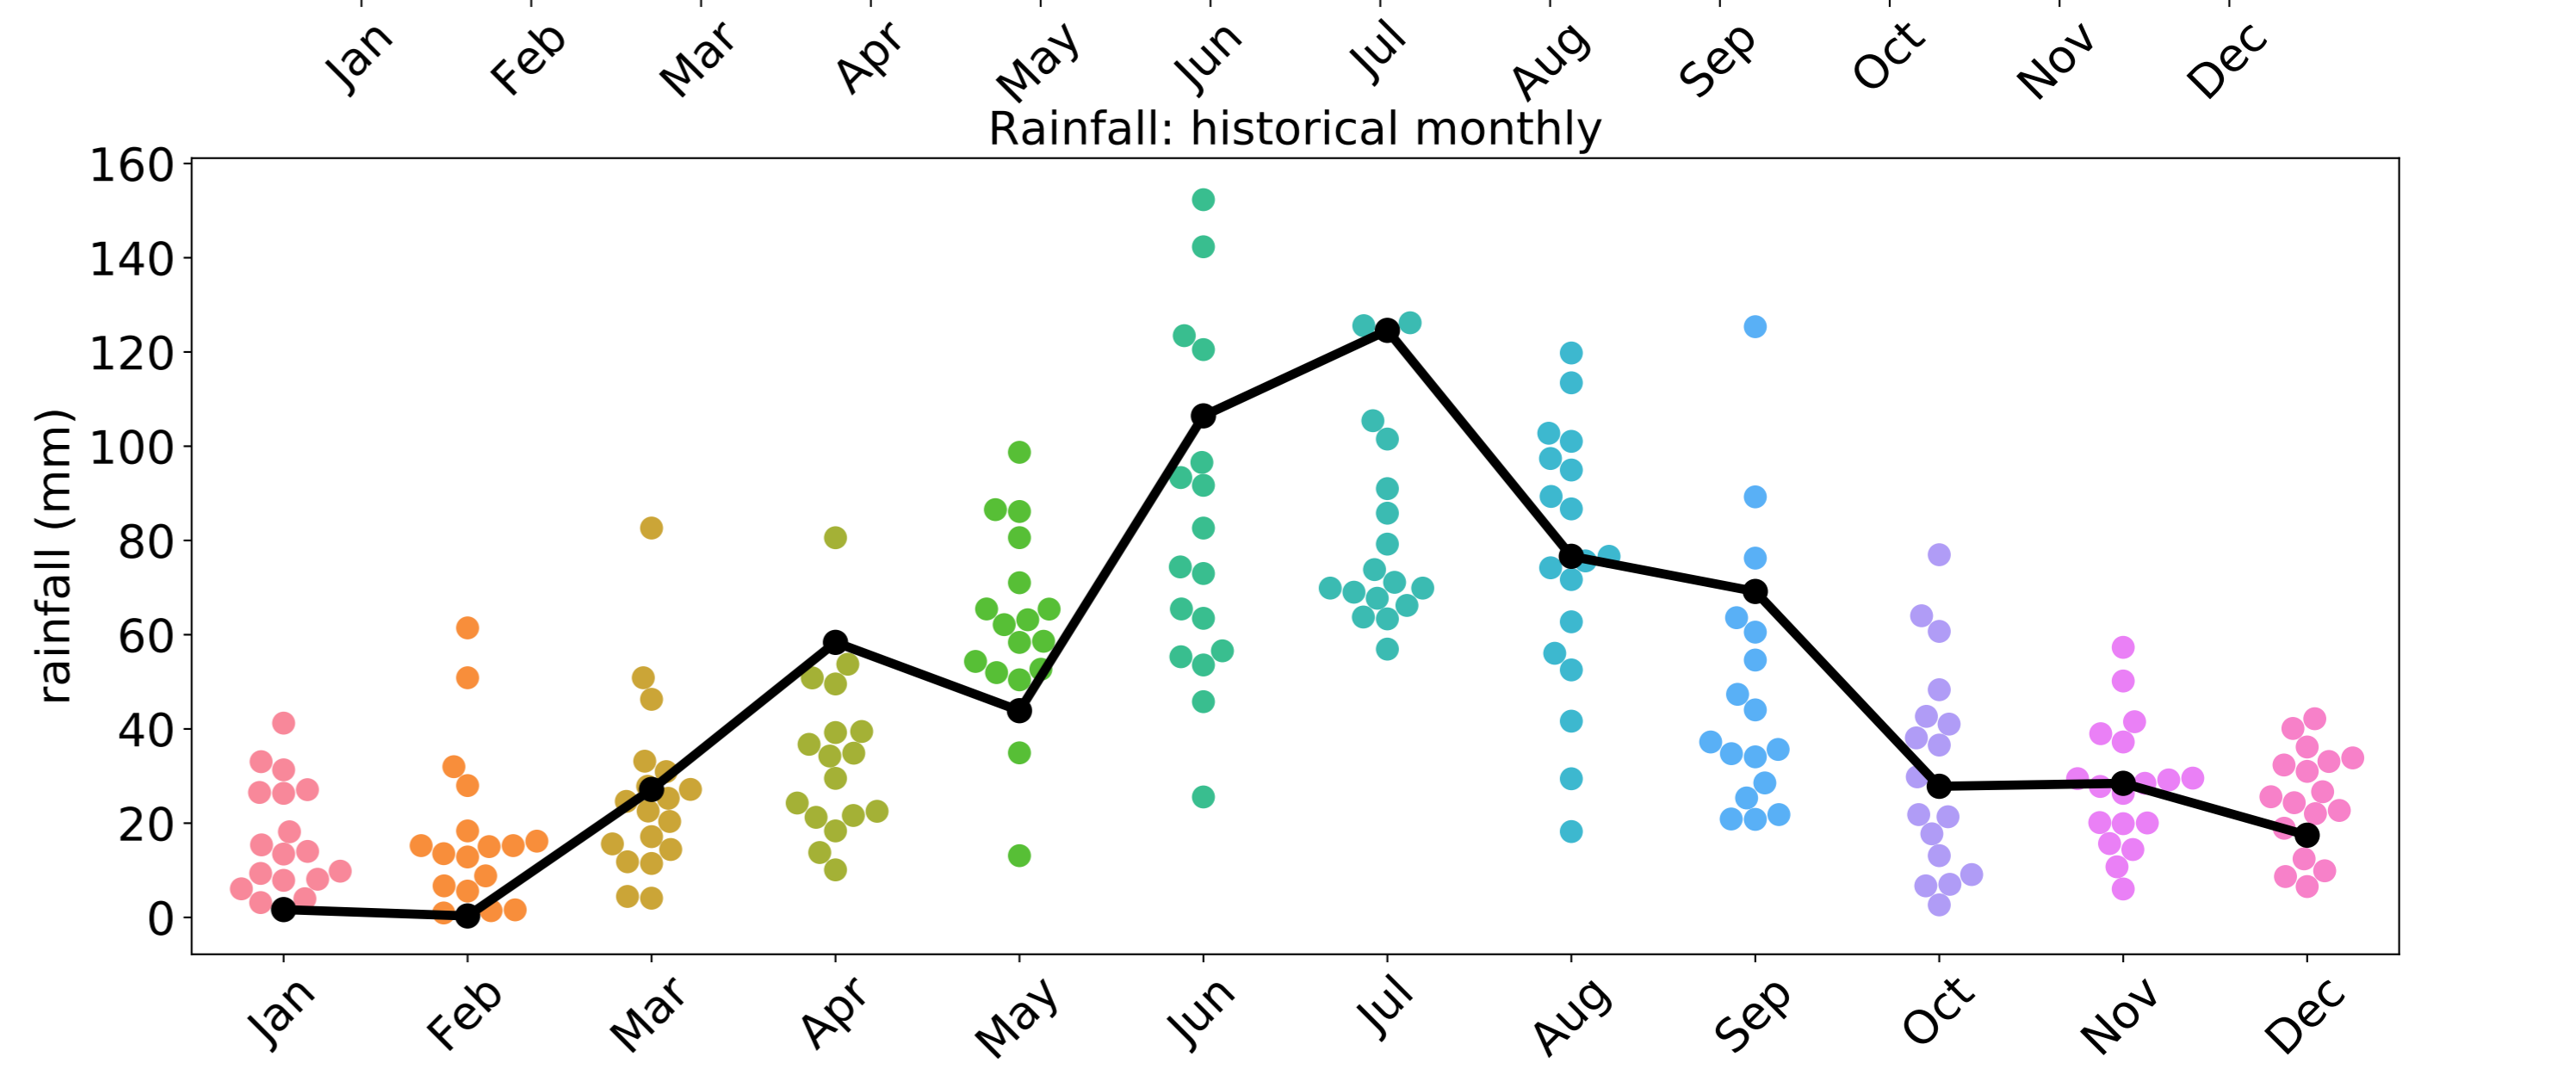 Jan Feb Mar Apr May Jun Jul Aug Sep Oct Nov Dec
Rainfall: historical monthly
160
140
120
100
80
60
40
20
0
rainfall (mm)
Jan Feb Mar Apr May Jun Jul Aug Sep Oct Nov Dec